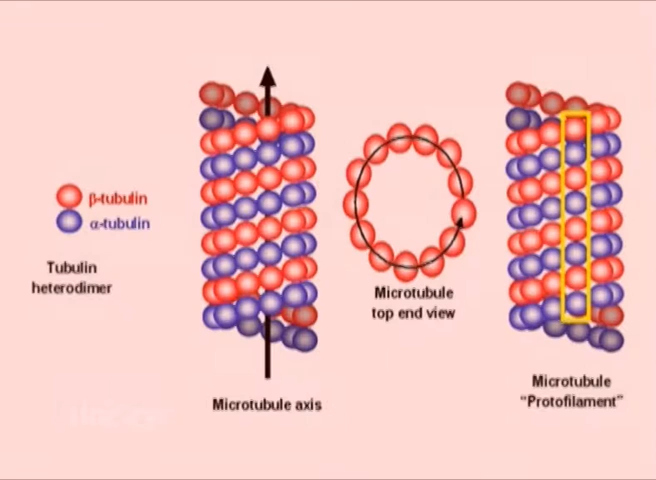 β-tubulin
α-tubulin
Tubulin
heterodimer
Microtubule axis
Microtubule
top end view
Microtubule
“Protofilament”